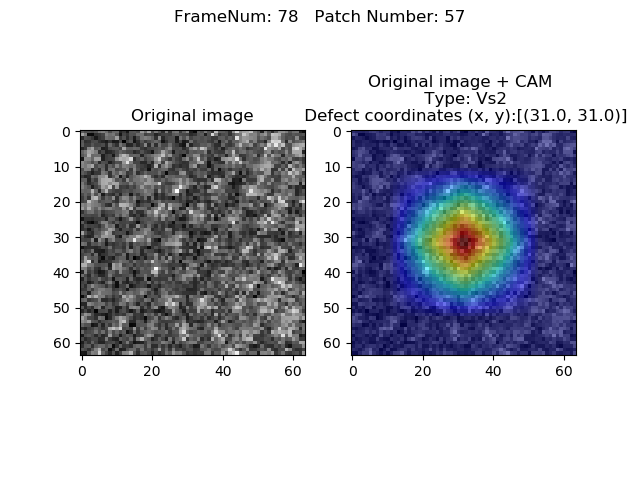 FrameNum: 78   Patch Number: 57
Original image
Original image + CAM
Type: Vs2
Defect coordinates (x, y):[(31.0, 31.0)]
0
10
20
30
40
50
60
0 20 40 60
0
10
20
30
40
50
60
0 20 40 60